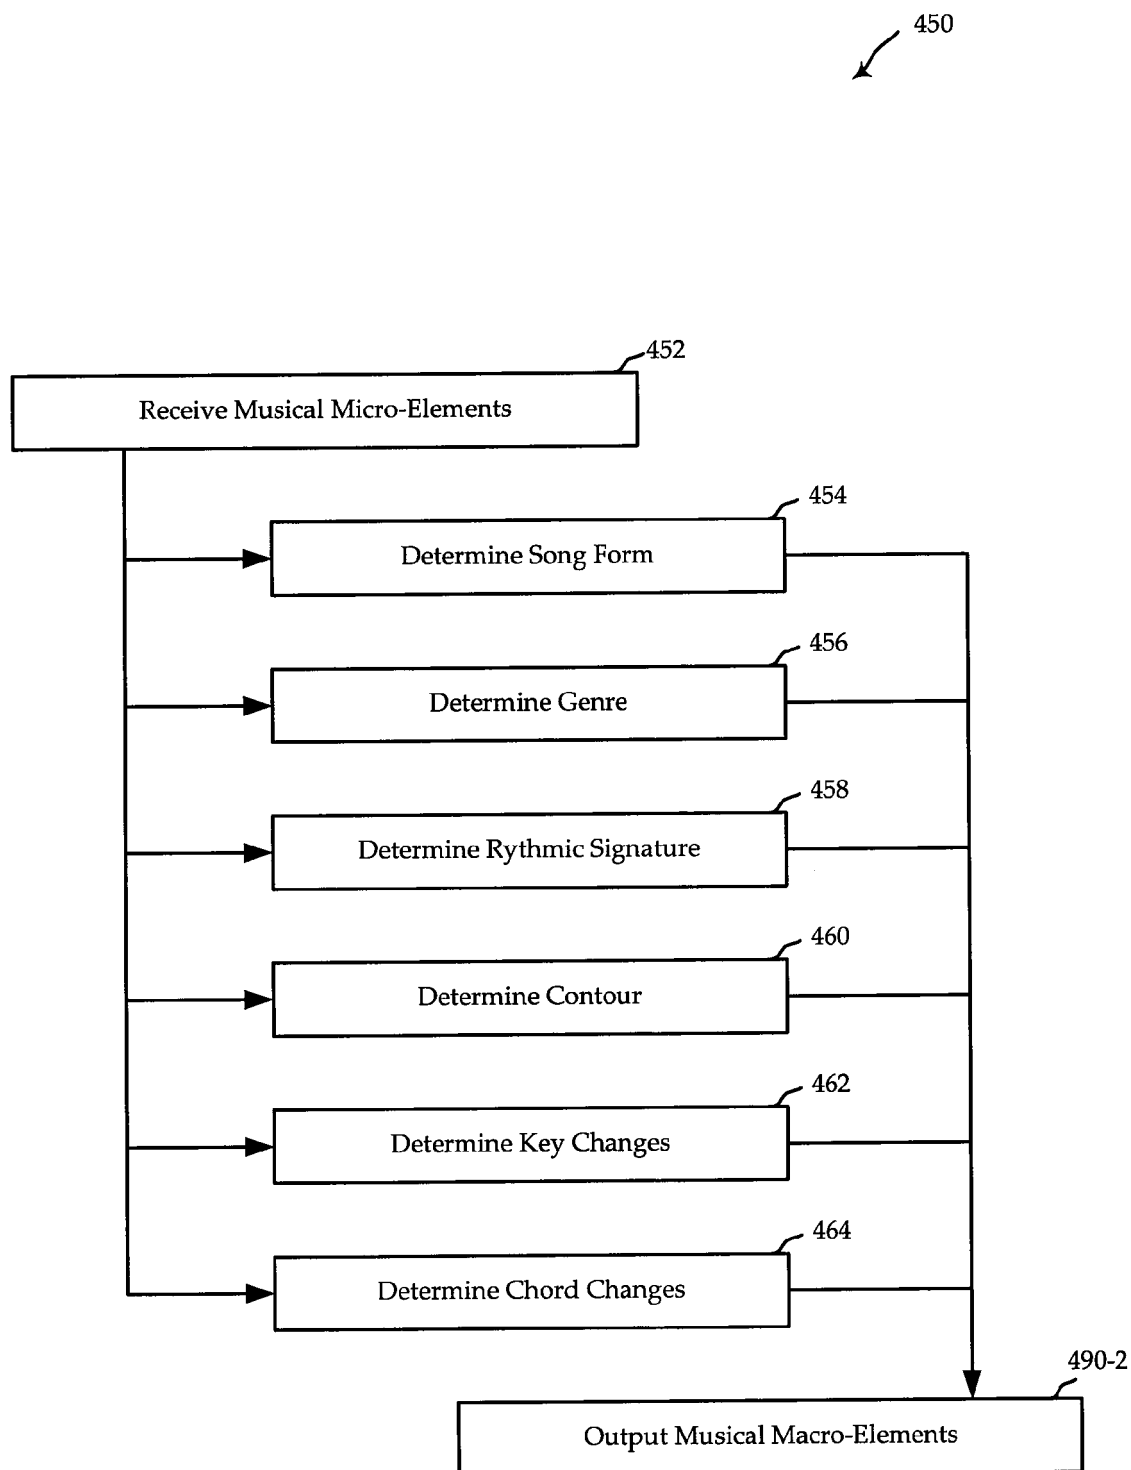 450
452
Receive Musical Micro-Elements
454
Determine Song Form
456
Determine Genre
458
Determine Rythmic Signature
460
Determine Contour
462
Determine Key Changes
464
Determine Chord Changes
490-2
Output Musical Macro-Elements